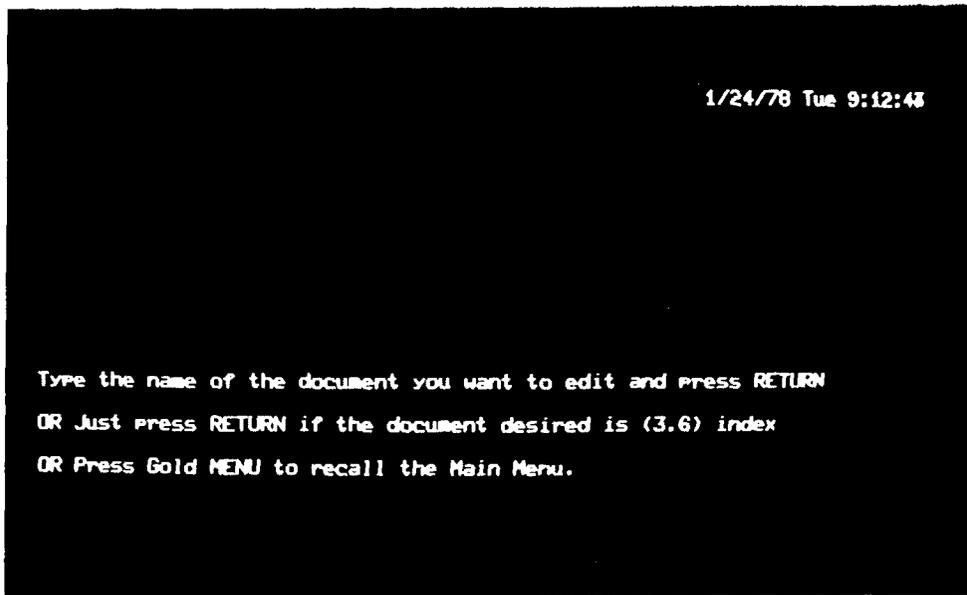 1/24/78 Tue 9:12:43
Type the name of the document you want to edit and press RETURN
OR Just press RETURN if the document desired is (3.6) index
OR Press Gold MENU to recall the Main Menu.